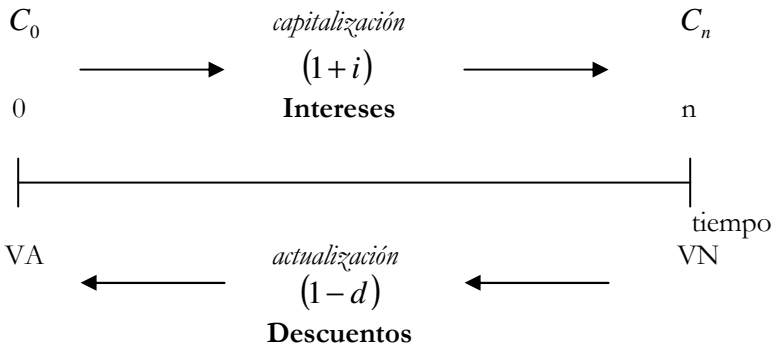 C₀ capitalización Cₙ
(1 + i)
0 Intereses n
tiempo
VA actualización VN
(1 − d)
Descuentos